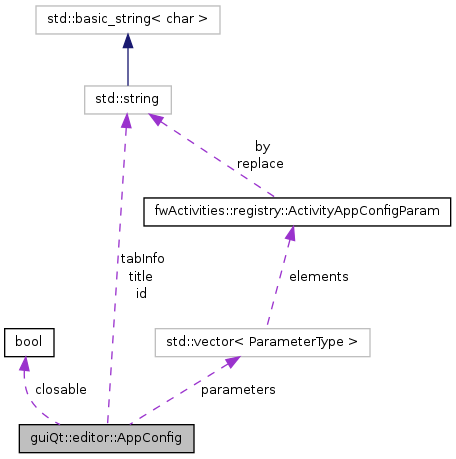 std::basic_string< char >
std::string
by
replace
fwActivities::registry::ActivityAppConfigParam
tabInfo
title
id
elements
bool
std::vector< ParameterType >
closable
parameters
guiQt::editor::AppConfig